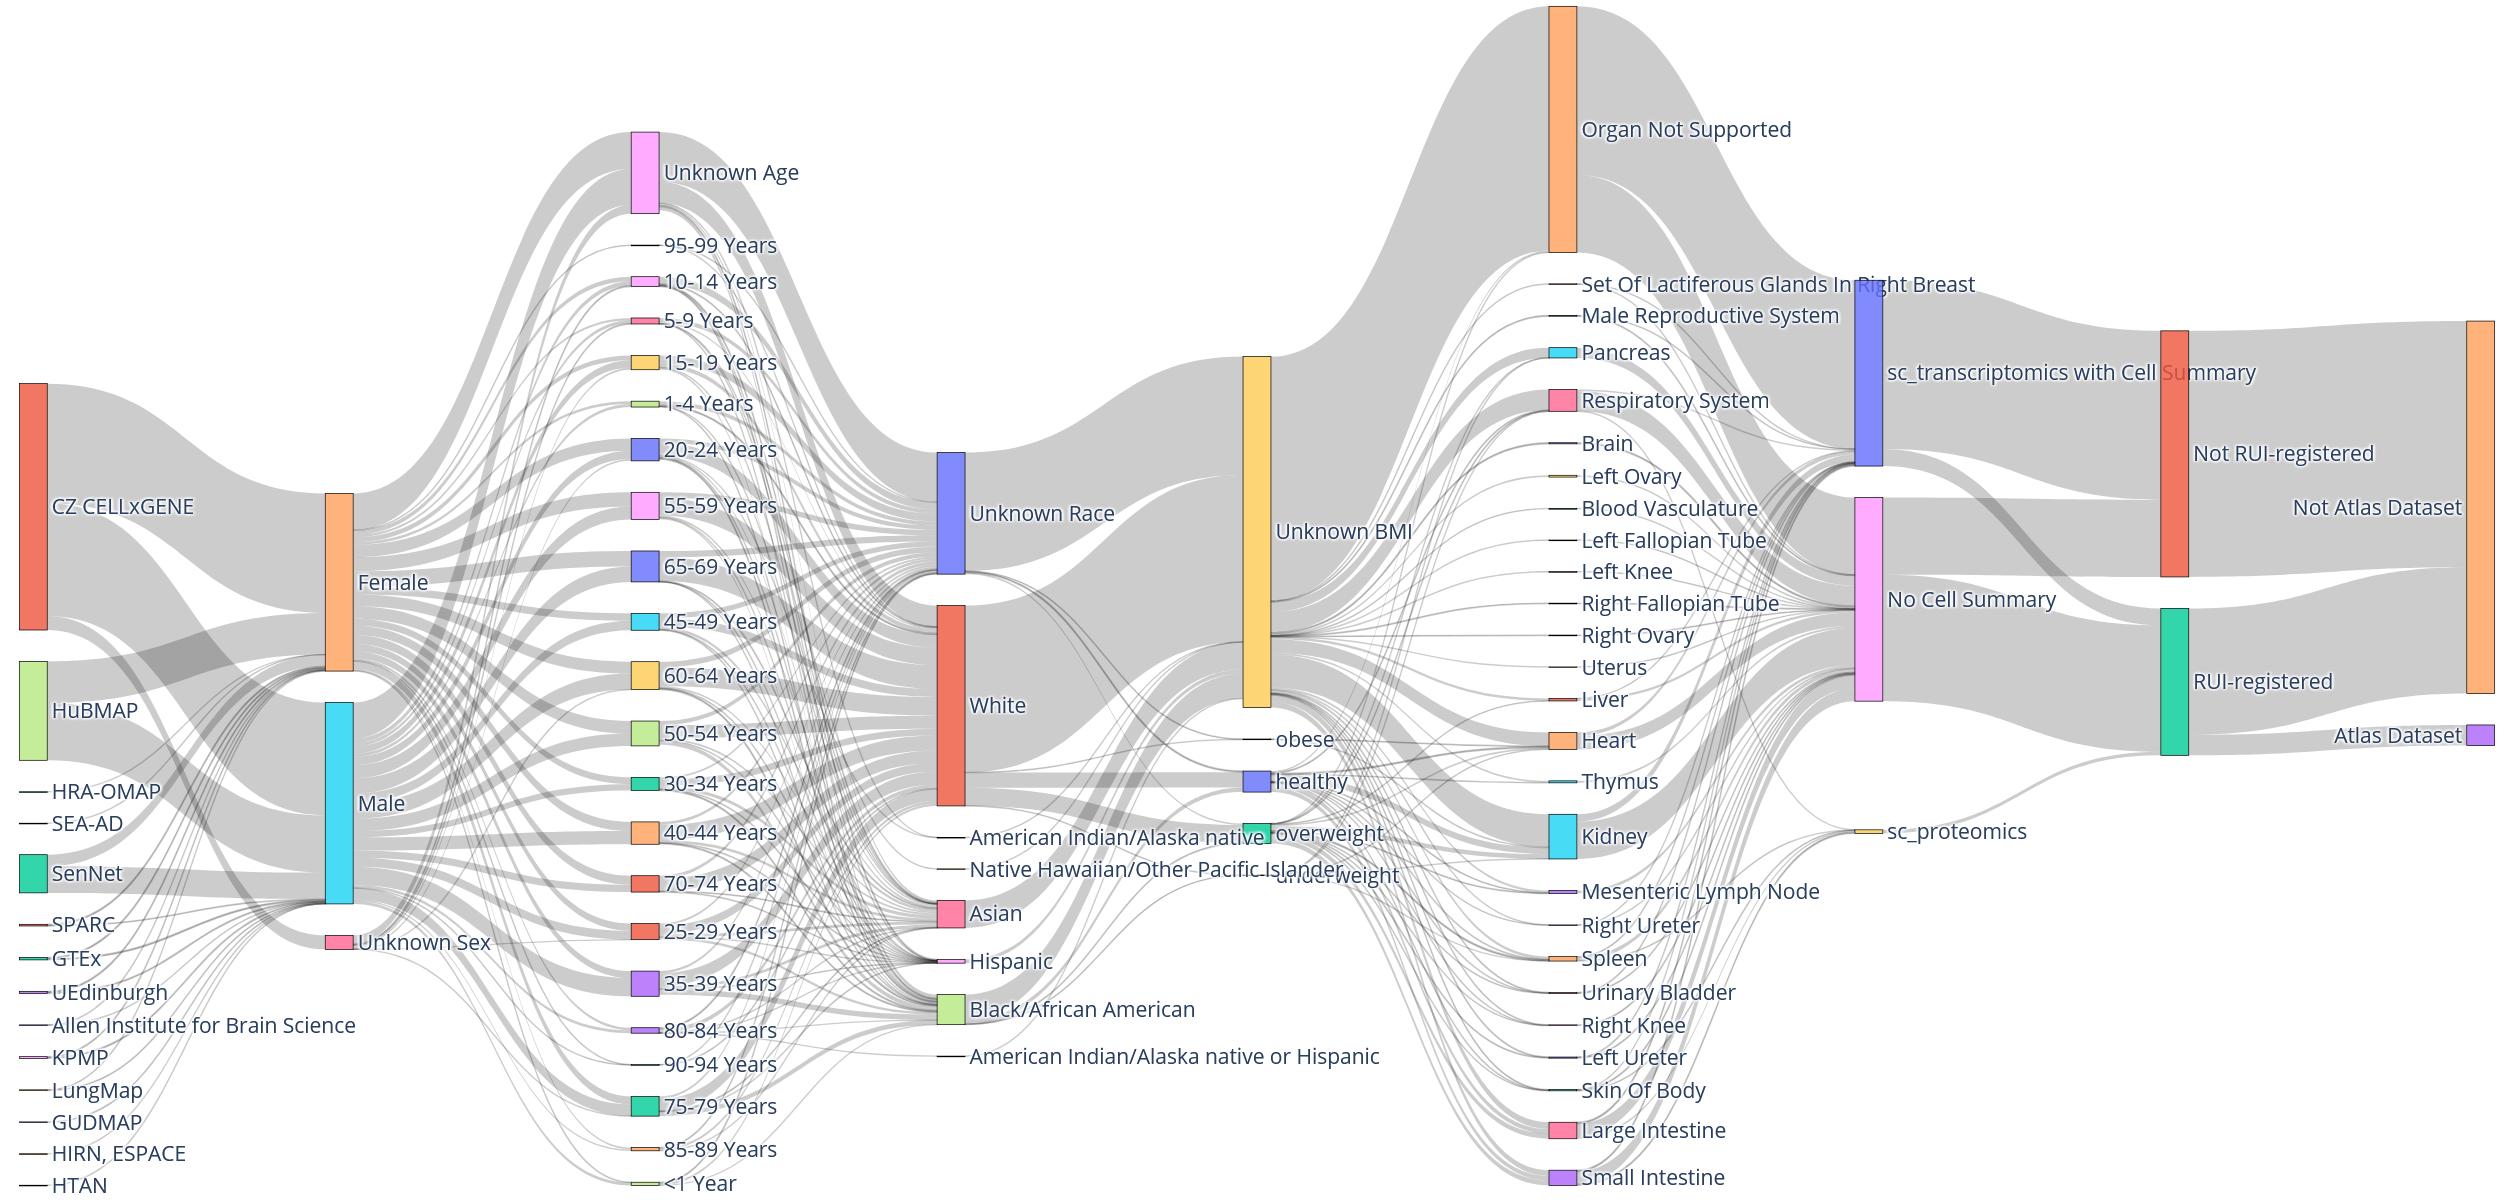 CZ CELLxGENE
HuBMAP
HRA-OMAP
SEA-AD
SenNet
SPARC
GTEx
UEdinburgh
Allen Institute for Brain Science
KPMP
LungMap
GUDMAP
HIRN, ESPACE
HTAN
Female
Male
Unknown Sex
Unknown Age
95-99 Years
10-14 Years
5-9 Years
15-19 Years
1-4 Years
20-24 Years
55-59 Years
65-69 Years
45-49 Years
60-64 Years
50-54 Years
30-34 Years
40-44 Years
70-74 Years
25-29 Years
35-39 Years
80-84 Years
90-94 Years
75-79 Years
85-89 Years
<1 Year
Unknown Race
White
American Indian/Alaska native
Native Hawaiian/Other Pacific Islander
Asian
Hispanic
Black/African American
American Indian/Alaska native or Hispanic
Unknown BMI
obese
healthy
overweight
underweight
Organ Not Supported
Set Of Lactiferous Glands In Right Breast
Male Reproductive System
Pancreas
Respiratory System
Brain
Left Ovary
Blood Vasculature
Left Fallopian Tube
Left Knee
Right Fallopian Tube
Right Ovary
Uterus
Liver
Heart
Thymus
Kidney
Mesenteric Lymph Node
Right Ureter
Spleen
Urinary Bladder
Right Knee
Left Ureter
Skin Of Body
Large Intestine
Small Intestine
sc_transcriptomics with Cell Summary
No Cell Summary
sc_proteomics
Not RUI-registered
RUI-registered
Not Atlas Dataset
Atlas Dataset